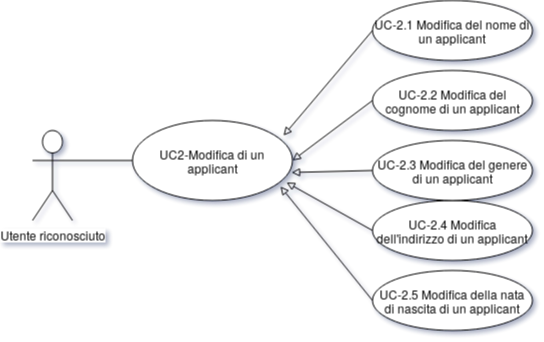 UC-2.1 Modifica del nome di
un applicant
UC-2.2 Modifica del
cognome di un applicant
UC2-Modifica di un
applicant
UC-2.3 Modifica del genere
di un applicant
UC-2.4 Modifica
dell'indirizzo di un applicant
Utente riconosciuto
UC-2.5 Modifica della nata
di nascita di un applicant